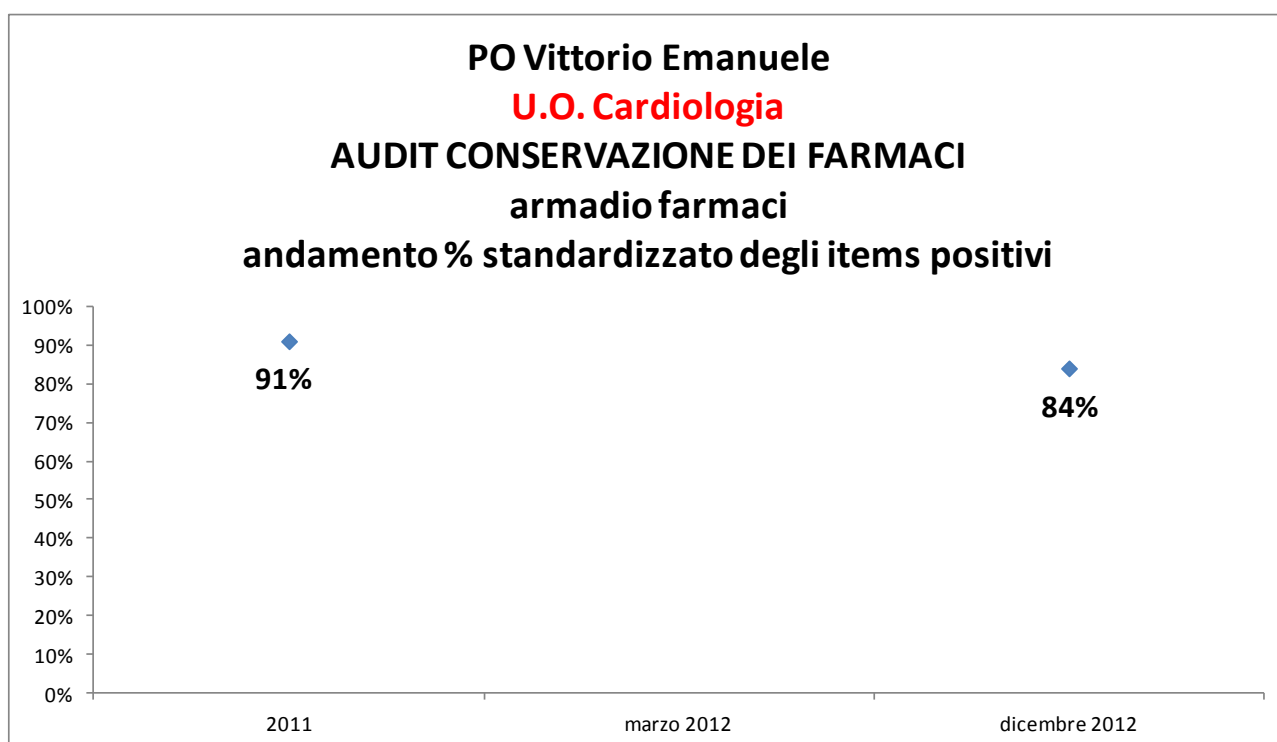 PO Vittorio Emanuele
U.O. Cardiologia
AUDIT CONSERVAZIONE DEI FARMACI
armadio farmaci
andamento % standardizzato degli items positivi
100%
90%
80%
70%
60%
50%
40%
30%
20%
10%
0%
91%
84%
2011
marzo 2012
dicembre 2012